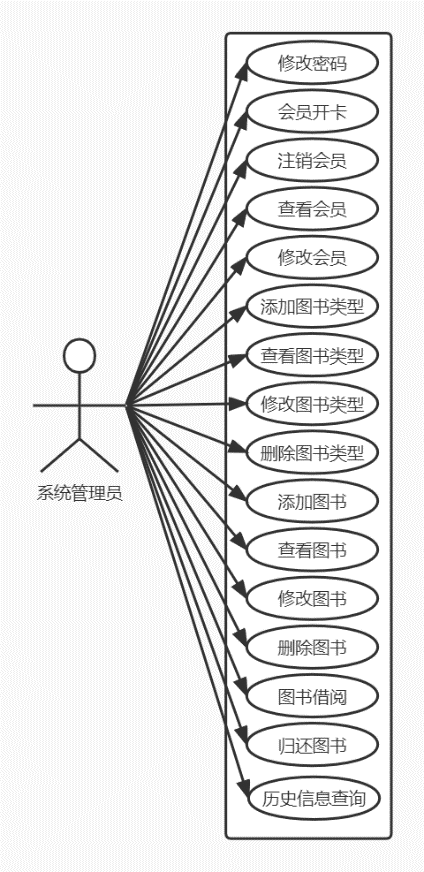 修改密码
会员开卡
注销会员
查看会员
修改会员
添加图书类型
查看图书类型
修改图书类型
删除图书类型
系统管理员
添加图书
查看图书
修改图书
删除图书
图书借阅
归还图书
历史信息查询